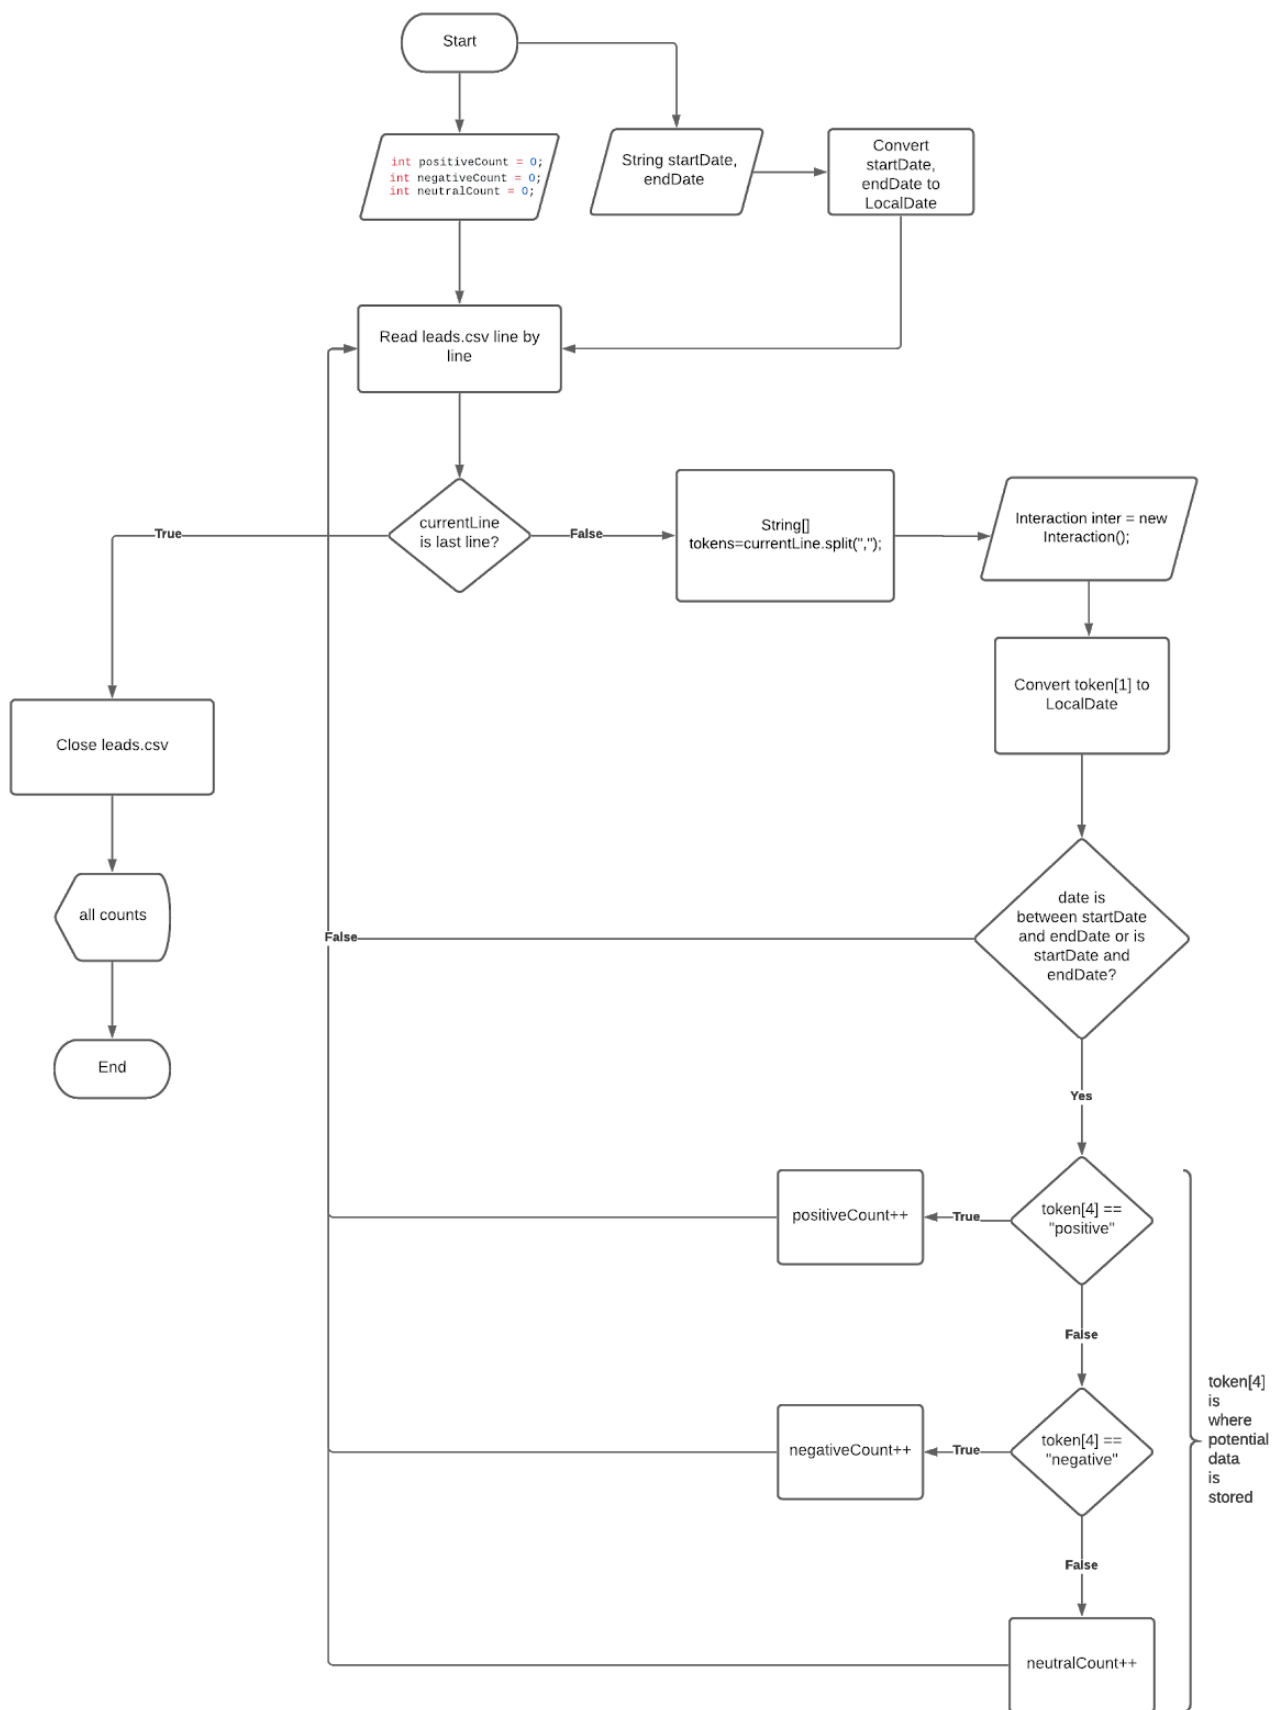 Start
int positiveCount = 0;
int negativeCount = 0;
int neutralCount = 0;
String startDate,
endDate
Convert
startDate,
endDate to
LocalDate
Read leads.csv line by
line
currentLine
is last line?
True
False
String[]
tokens=currentLine.split(",");
Interaction inter = new
Interaction();
Convert token[1] to
LocalDate
Close leads.csv
all counts
End
date is
between startDate
and endDate or is
startDate and
endDate?
False
Yes
token[4] ==
"positive"
True
positiveCount++
False
token[4] ==
"negative"
True
negativeCount++
False
neutralCount++
token[4]
is
where
potential
data
is
stored